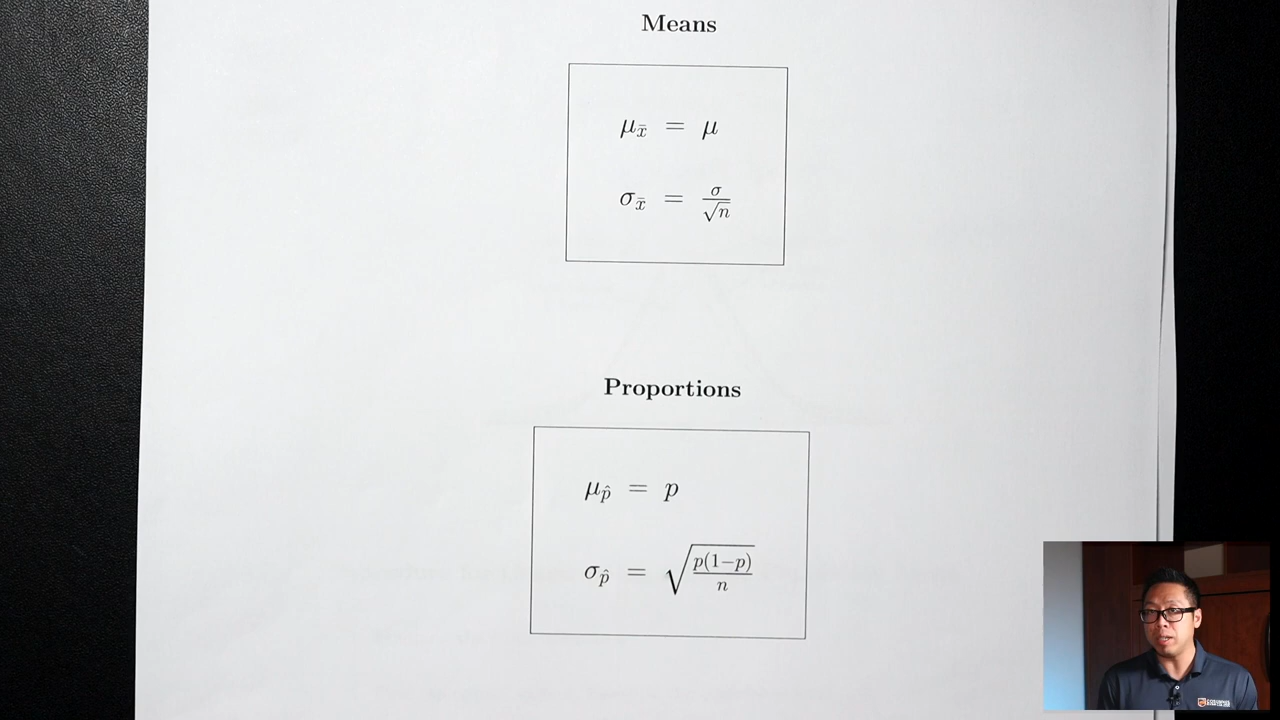 Means
μ_x̄ = μ
σ_x̄ = σ/√n
Proportions
μ_p̂ = p
σ_p̂ = √(p(1−p)/n)